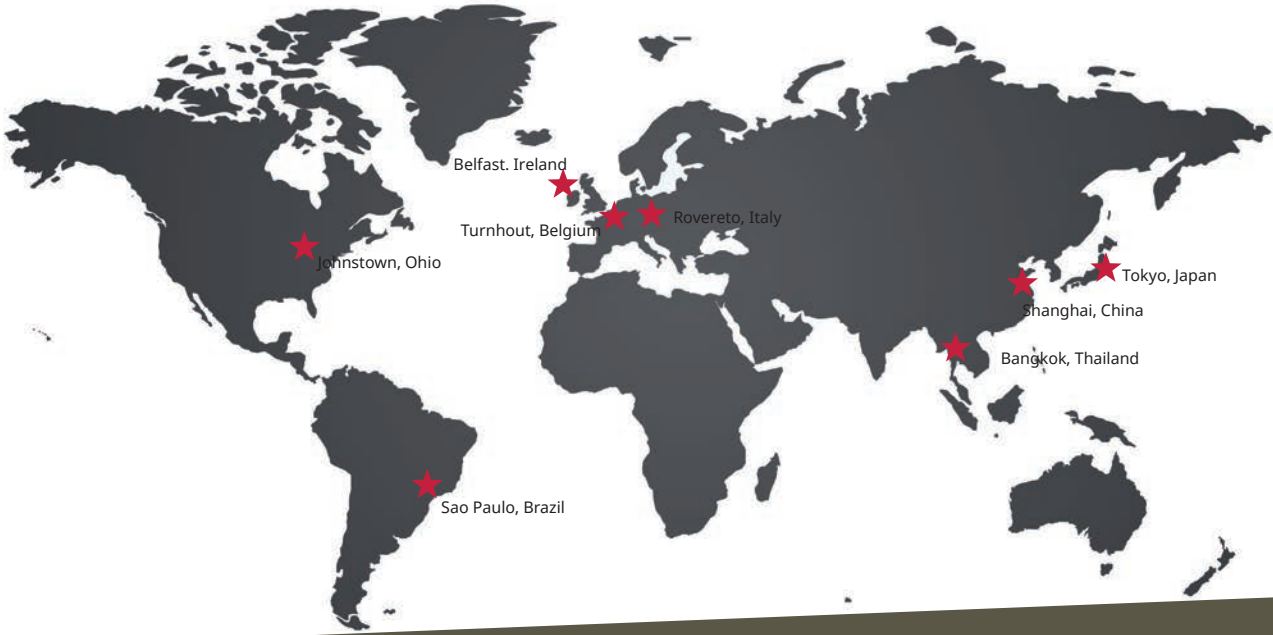 Belfast. Ireland
Turnhout, Belgium
Rovereto, Italy
Johnstown, Ohio
Tokyo, Japan
Shanghai, China
Bangkok, Thailand
Sao Paulo, Brazil